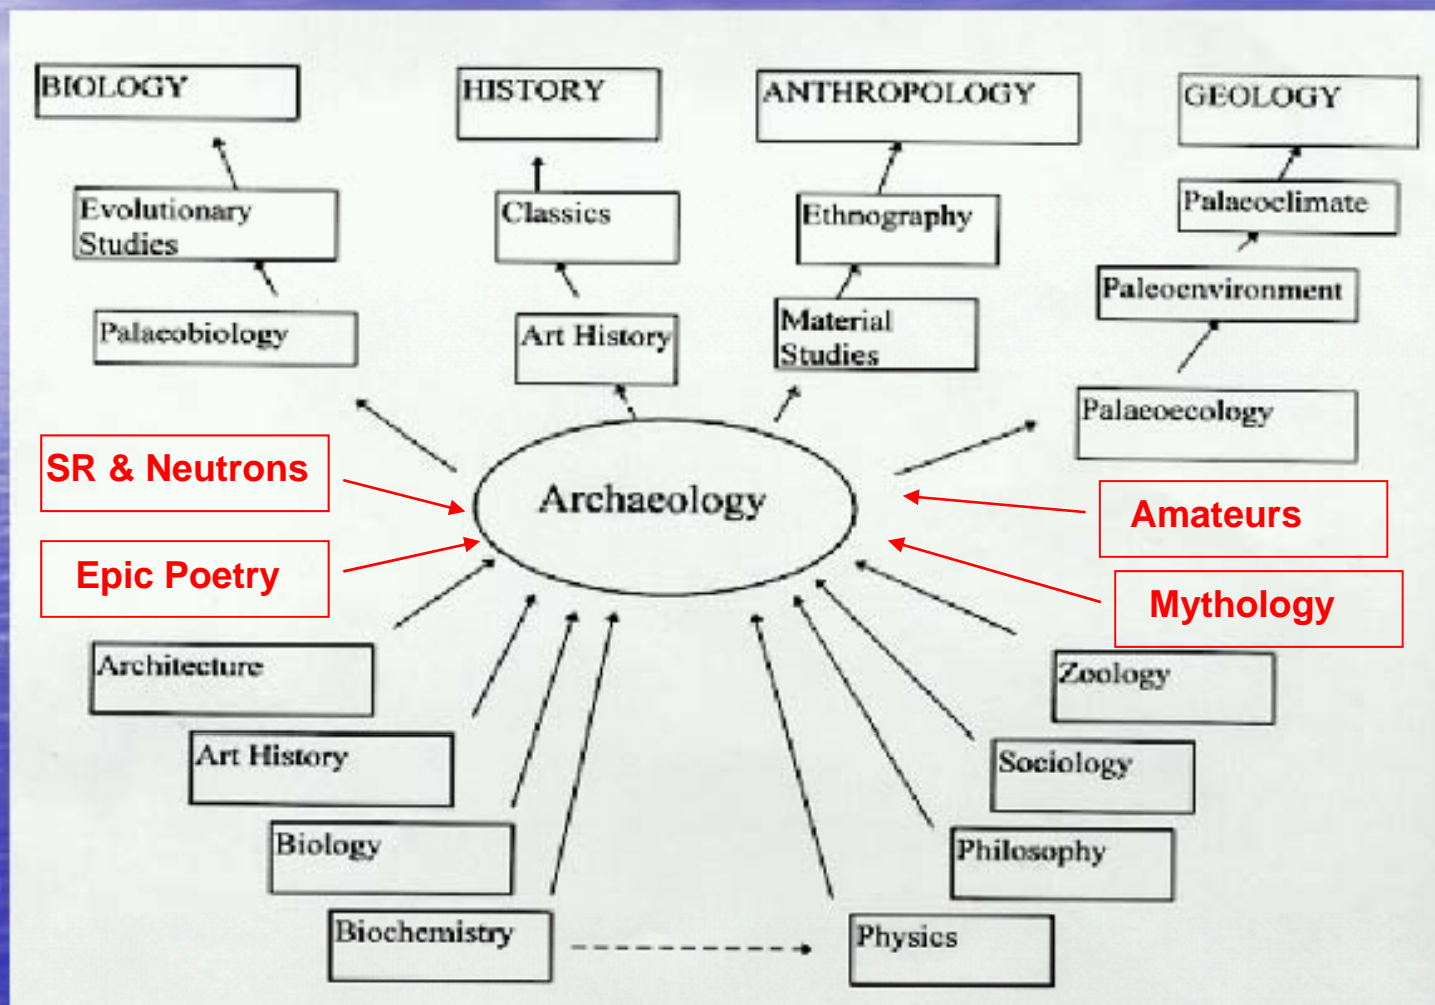 BIOLOGY
HISTORY
ANTHROPOLOGY
GEOLOGY
Evolutionary
Studies
Classics
Ethnography
Palaeoclimate
Palaeobiology
Art History
Material
Studies
Paleoenvironment
Palaeoecology
SR & Neutrons
Archaeology
Amateurs
Epic Poetry
Mythology
Architecture
Zoology
Art History
Sociology
Biology
Philosophy
Biochemistry
Physics